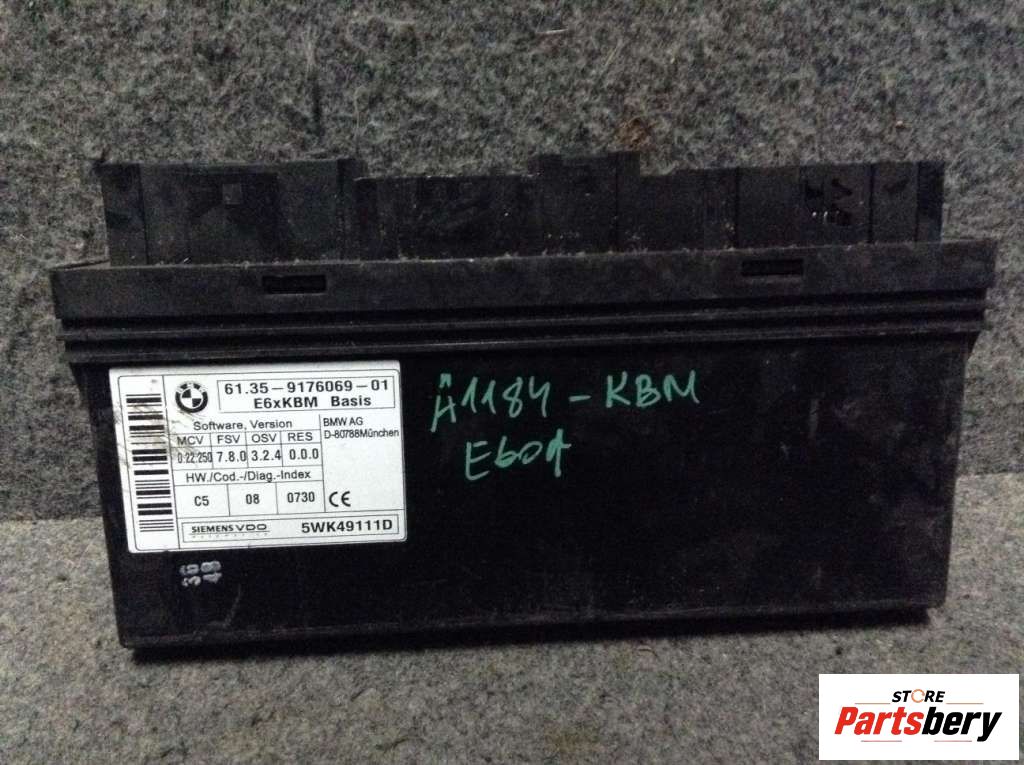 61.35-9176069-01
E6xKBM Basis
Software, Version
MCV FSV OSV RES
0.22.250 7.8.0 3.2.4 0.0.0
BMW AG
D-80788München
HW./Cod.-/Diag.-Index
C5 08 0730 CE
SIEMENS VDO 5WK49111D
36
48
Ä1184-KBM
E60
STORE
Partsbery